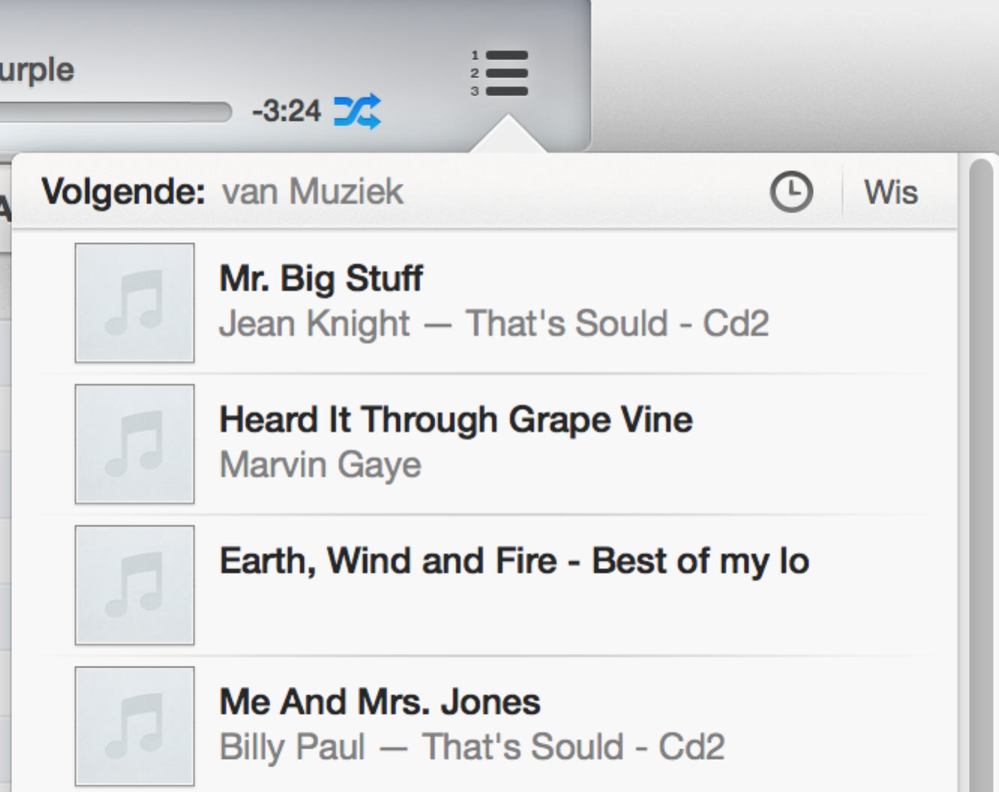 urple
-3:24
1
2
3
A
Volgende: van Muziek
Wis
Mr. Big Stuff
Jean Knight — That's Sould - Cd2
Heard It Through Grape Vine
Marvin Gaye
Earth, Wind and Fire - Best of my lo
Me And Mrs. Jones
Billy Paul — That's Sould - Cd2